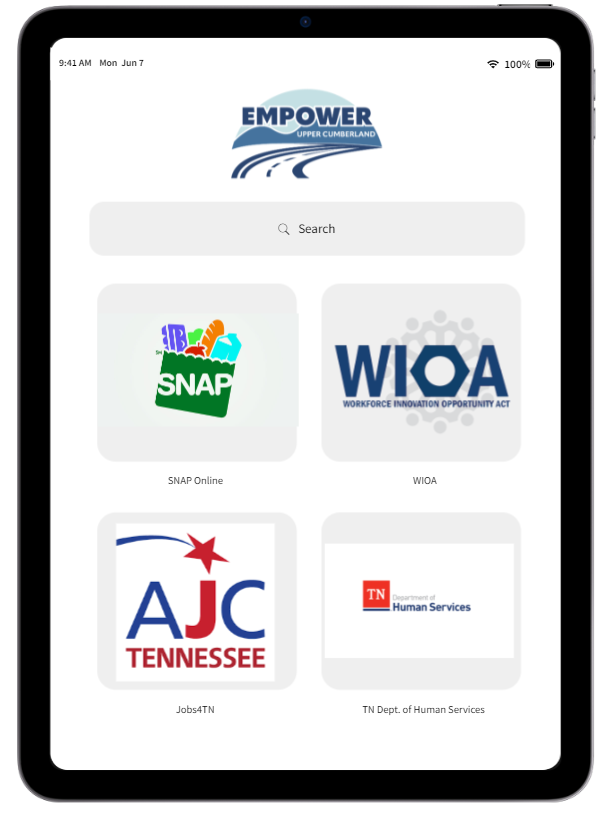 9:41 AM Mon Jun 7
100%
EMPOWER
UPPER CUMBERLAND
Search
SM
SNAP
WIOA
WORKFORCE INNOVATION OPPORTUNITY ACT
SNAP Online
WIOA
AJC
TENNESSEE
TN
Department of
Human Services
Jobs4TN
TN Dept. of Human Services